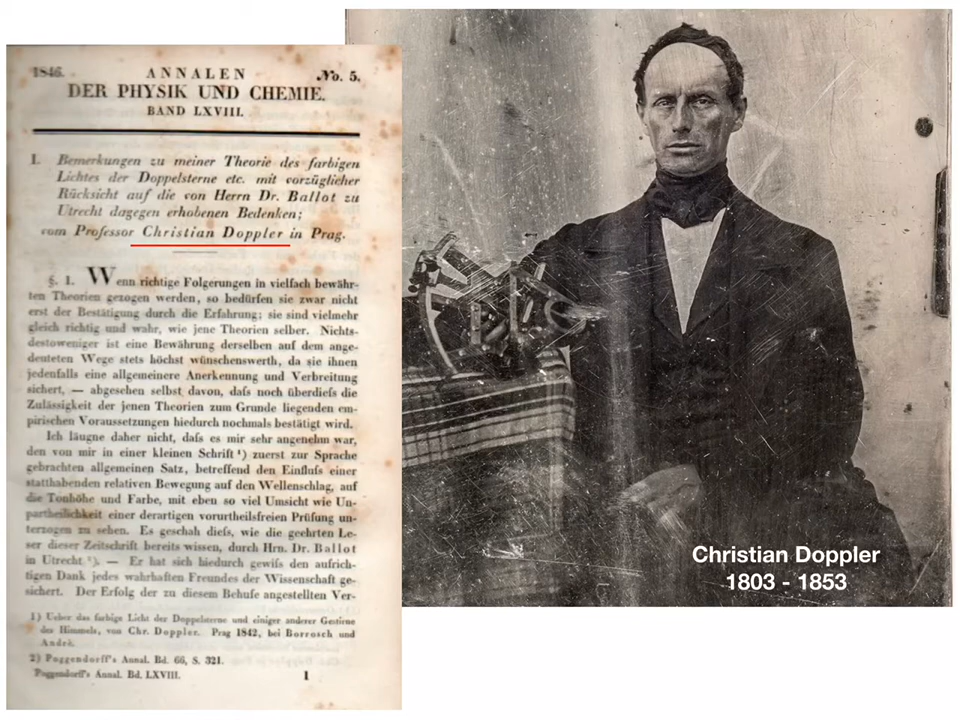 1846. ANNALEN No. 5.
DER PHYSIK UND CHEMIE.
BAND LXVIII.
I. Bemerkungen zu meiner Theorie des farbigen
Lichtes der Doppelsterne etc. mit vorzüglicher
Rücksicht auf die von Herrn Dr. Ballot zu
Utrecht dagegen erhobenen Bedenken;
vom Professor Christian Doppler in Prag.
§. 1. Wenn richtige Folgerungen in vielfach bewähr-
ten Theorien gezogen werden, so bedürfen sie zwar nicht
erst der Bestätigung durch die Erfahrung; sie sind vielmehr
gleich richtig und wahr, wie jene Theorien selber. Nichts-
destoweniger ist eine Bewährung derselben auf dem ange-
deuteten Wege stets höchst wünschenswerth, da sie ihnen
jedenfalls eine allgemeinere Anerkennung und Verbreitung
sichert, — abgesehen selbst davon, daſs noch überdieſs die
Zulässigkeit der jenen Theorien zum Grunde liegenden em-
pirischen Voraussetzungen hiedurch nochmals bestätigt wird.
Ich läugne daher nicht, daſs es mir sehr angenehm war,
den von mir in einer kleinen Schrift ¹) zuerst zur Sprache
gebrachten allgemeinen Satz, betreffend den Einfluſs einer
statthabenden relativen Bewegung auf den Wellenschlag, auf
die Tonhöhe und Farbe, mit eben so viel Umsicht wie Un-
partheilichkeit einer derartigen vorurtheilsfreien Prüfung un-
terzogen zu sehen. Es geschah dieſs, wie die geehrten Le-
ser dieser Zeitschrift bereits wissen, durch Hrn. Dr. Ballot
in Utrecht ²). — Er hat sich hiedurch gewiſs den aufrich-
tigen Dank jedes wahrhaften Freundes der Wissenschaft ge-
sichert. Der Erfolg der zu diesem Behufe angestellten Ver-
1) Ueber das farbige Licht der Doppelsterne und einiger anderer Gestirne
des Himmels, von Chr. Doppler. Prag 1842, bei Borrosch und
André.
2) Poggendorff's Annal. Bd. 66, S. 321.
Poggendorff's Annal. Bd. LXVIII. 1
Christian Doppler
1803 - 1853